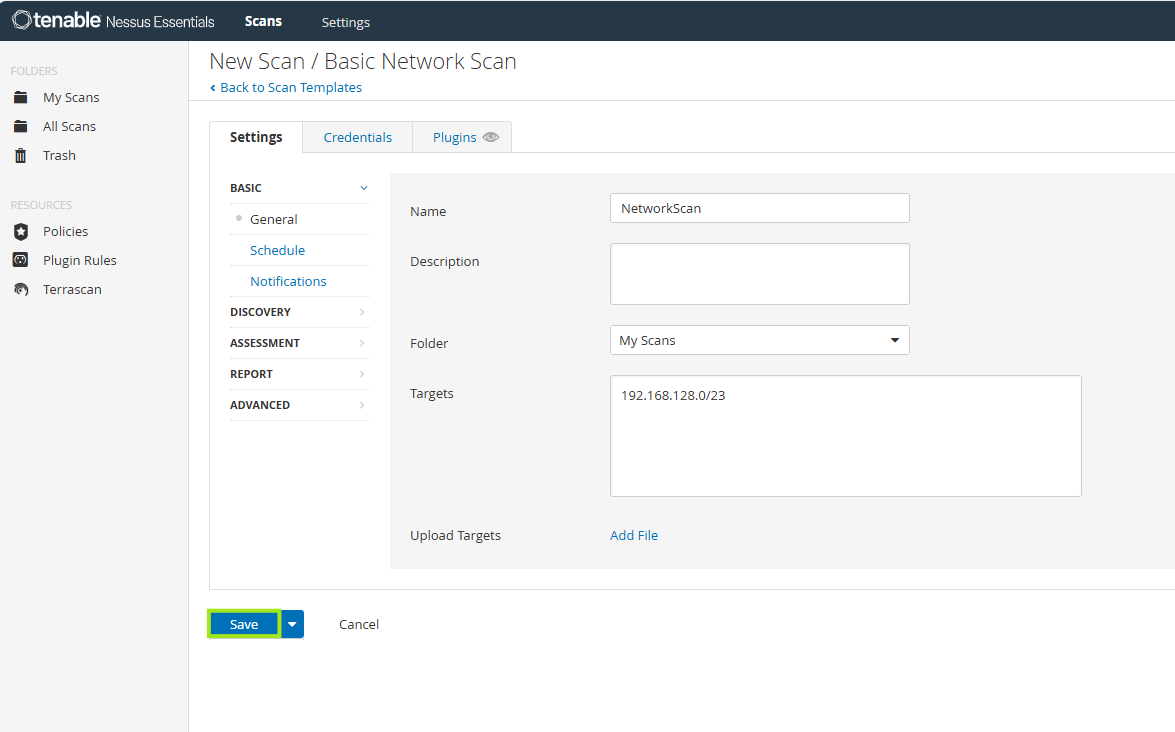 tenable Nessus Essentials Scans Settings
FOLDERS
My Scans
All Scans
Trash
RESOURCES
Policies
Plugin Rules
Terrascan
New Scan / Basic Network Scan
Back to Scan Templates
Settings Credentials Plugins
BASIC
General
Schedule
Notifications
DISCOVERY
ASSESSMENT
REPORT
ADVANCED
Name NetworkScan
Description
Folder My Scans
Targets 192.168.128.0/23
Upload Targets Add File
Save Cancel